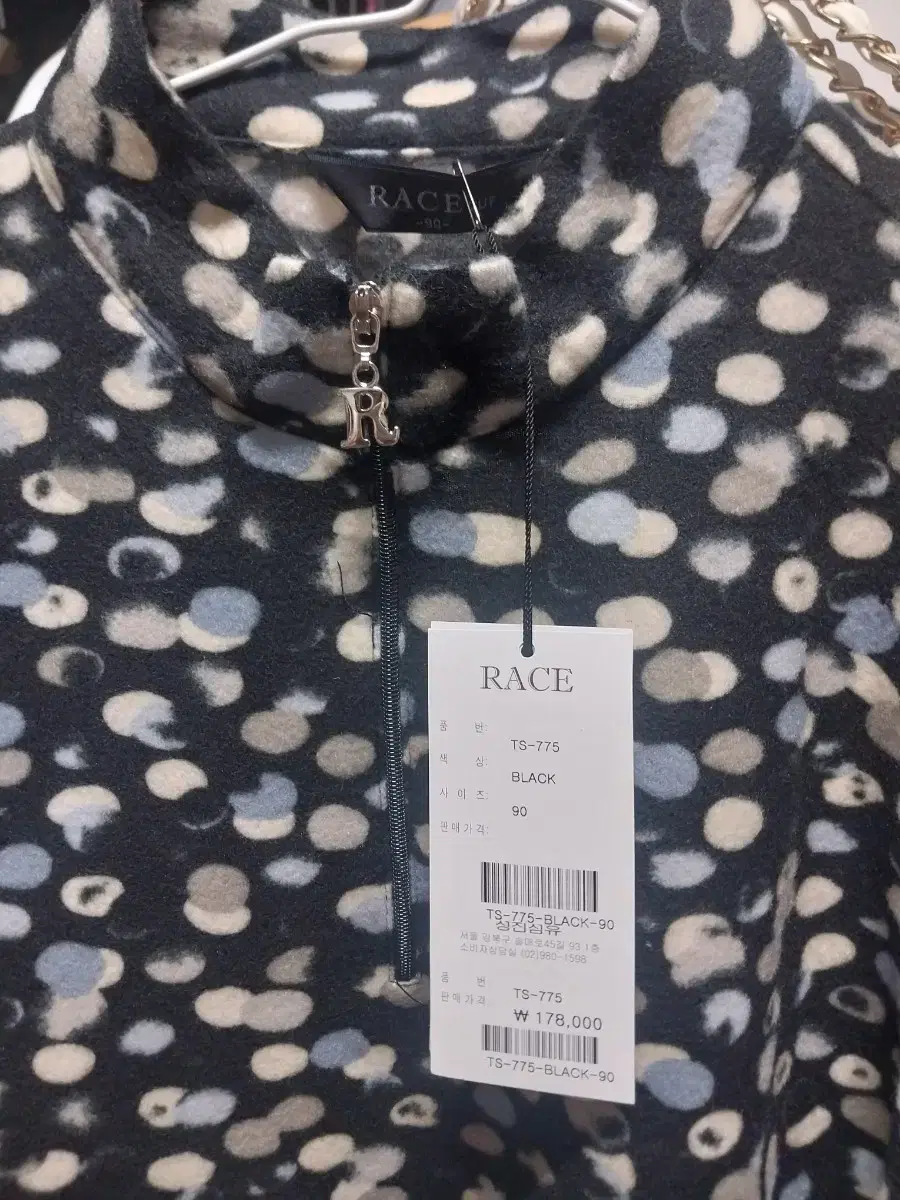 RACE
-90-
R
RACE
품 번
TS-775
색 상:
BLACK
사 이 즈:
90
판매가격:
TS-775-BLACK-90
성진섬유
서울 강북구 솔매로45길 93 1층
소비자상담실 (02)980-1598
품 번
TS-775
판매가격
₩ 178,000
TS-775-BLACK-90